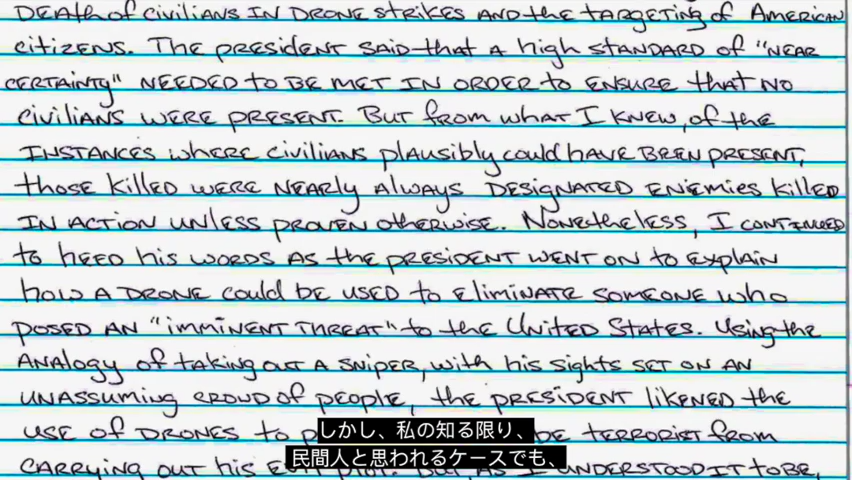 DEATH of civilians IN DRONE STRIKES AND the TARGETING of AMERICAN
CITIZENS. The PRESIDENT SAID that A high STANDARD of "NEAR
CERTAINTY" NEEDED to BE MET IN ORDER to ENSURE that NO
civiliANS WERE PRESENT. But from what I KNEW, of the
INSTANCES where civiliANS plausibly could HAVE BEEN PRESENT,
those killED WERE NEARLY AlwAys DESIGNATED ENEMIES killED
IN ACTION UNLESS PROVEN OTHERWISE. NONEtheless, I CONTINUED
to HEED his WORDS AS the PRESIDENT WENT ON to EXPLAIN
how A DRONE could BE USED to EliMINATE SOMEONE who
POSED AN "imMINENT THREAT" to the UNITED STATES. USING the
ANALOGY of taking out A SNIPER, with his sights SET ON AN
UNASSUMING CROWD of PEOPLE, the PRESIDENT likENED the
USE of DRONES to TERRORIST from
CARRYING OUT his I UNDERSTOOD IT to BE,
しかし、私の知る限り、
民間人と思われるケースでも、